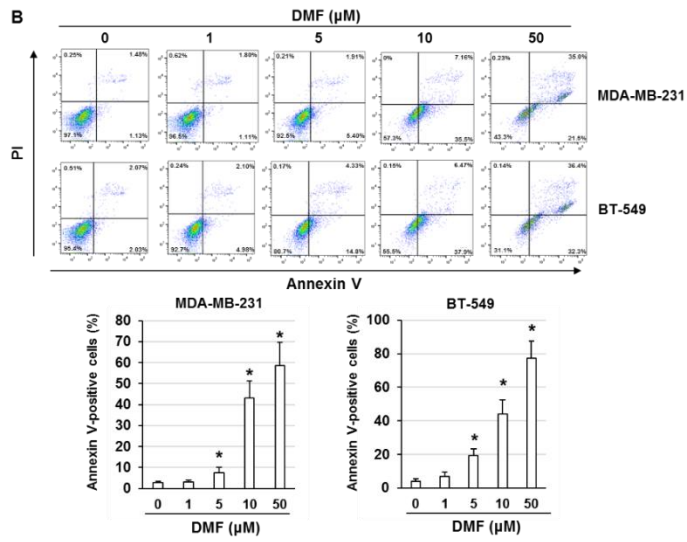 B
DMF (µM)
0 1 5 10 50
0.25% 1.48% 0.62% 1.80% 0.21% 1.91% 0% 7.16% 0.23% 35.0%
MDA-MB-231
97.1% 1.13% 96.5% 1.11% 92.5% 5.40% 57.3% 35.5% 43.3% 21.5%
PI
0.51% 2.07% 0.24% 2.10% 0.17% 4.33% 0.15% 6.47% 0.14% 36.4%
BT-549
95.4% 2.03% 92.7% 4.98% 80.7% 14.8% 55.5% 37.9% 31.1% 32.3%
Annexin V
MDA-MB-231
Annexin V-positive cells (%)
80
70
60
50
40
30
20
10
0
* * *
0 1 5 10 50
DMF (µM)
BT-549
Annexin V-positive cells (%)
100
80
60
40
20
0
* * *
0 1 5 10 50
DMF (µM)